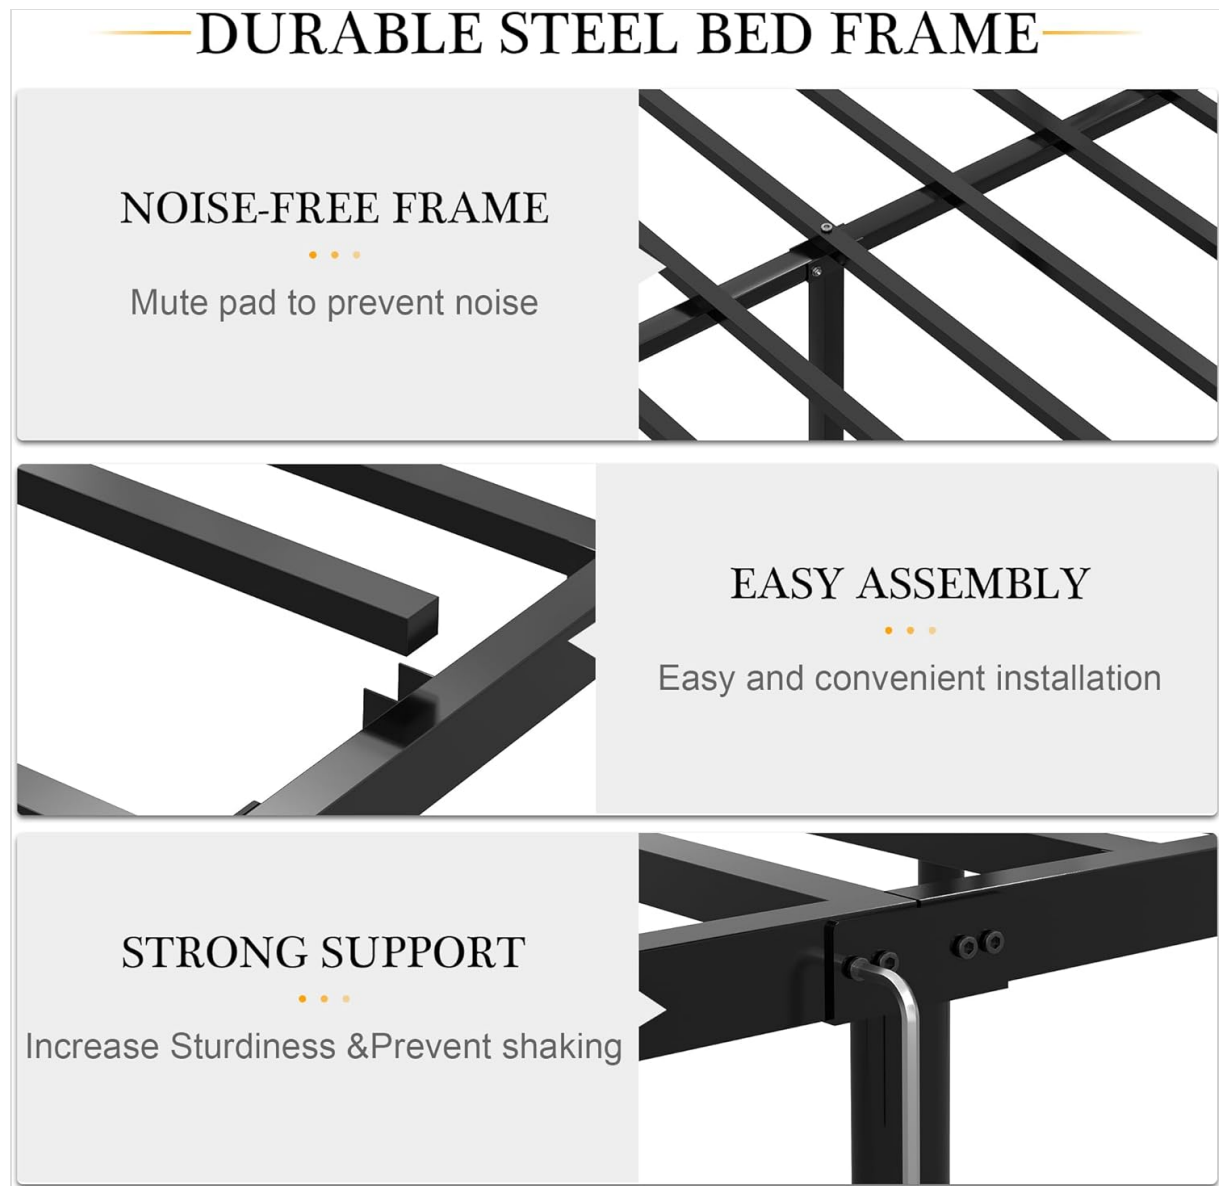 DURABLE STEEL BED FRAME
NOISE-FREE FRAME
Mute pad to prevent noise
EASY ASSEMBLY
Easy and convenient installation
STRONG SUPPORT
Increase Sturdiness &Prevent shaking